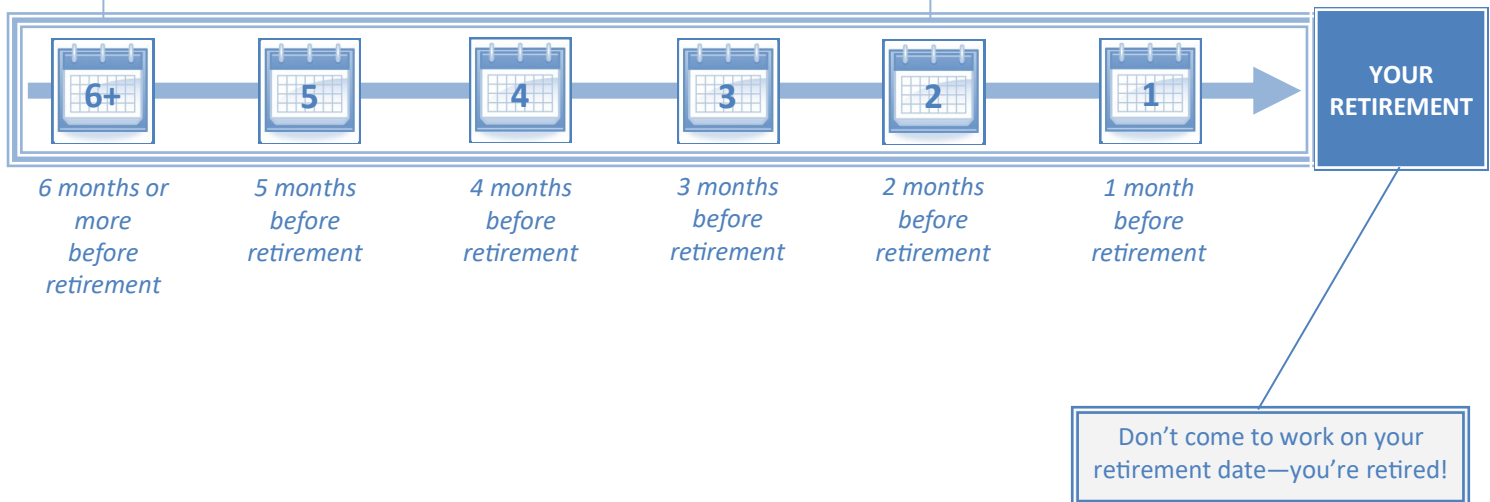 6+
5
4
3
2
1
YOUR
RETIREMENT
6 months or
more
before
retirement
5 months
before
retirement
4 months
before
retirement
3 months
before
retirement
2 months
before
retirement
1 month
before
retirement
Don’t come to work on your
retirement date—you’re retired!